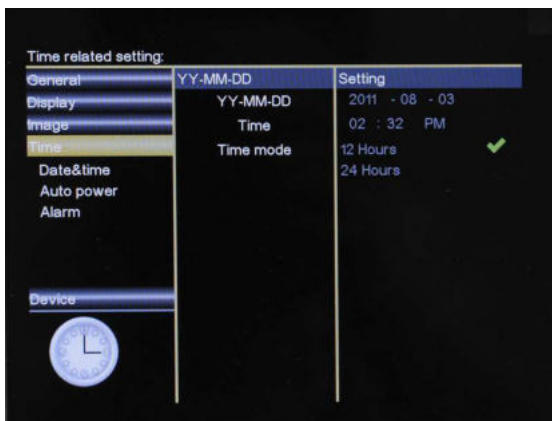 Time related setting:
General
Display
Image
Time
Date&time
Auto power
Alarm
Device
YY-MM-DD
YY-MM-DD
Time
Time mode
Setting
2011 - 08 - 03
02 : 32 PM
12 Hours
24 Hours